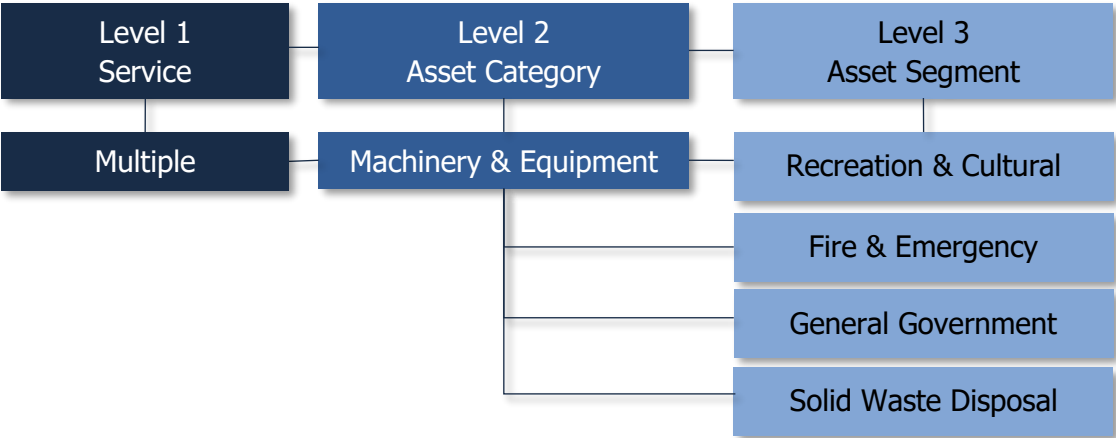 Level 1
Service
Level 2
Asset Category
Level 3
Asset Segment
Multiple
Machinery & Equipment
Recreation & Cultural
Fire & Emergency
General Government
Solid Waste Disposal